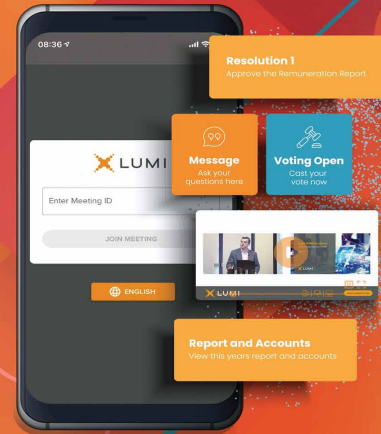 08:36
Resolution 1
Approve the Remuneration Report
LUMI
Message
Ask your
questions here
Voting Open
Cast your
vote now
Enter Meeting ID
JOIN MEETING
ENGLISH
LUMI
LUMI
Report and Accounts
View this years report and accounts